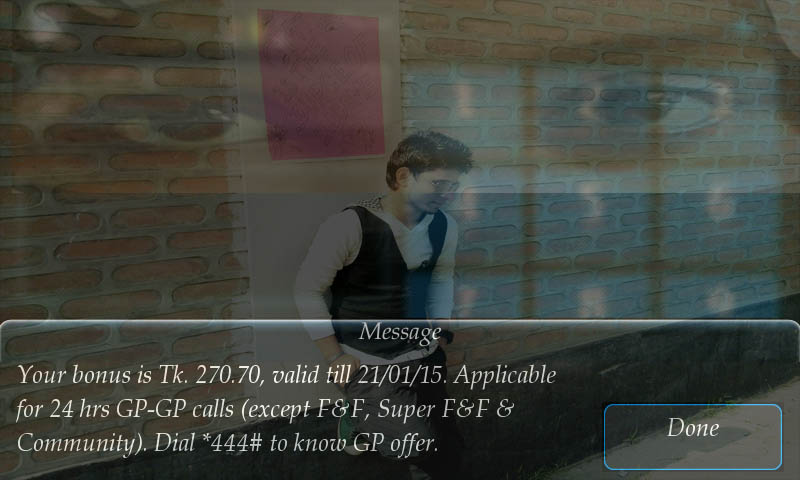 Message
Your bonus is Tk. 270.70, valid till 21/01/15. Applicable
for 24 hrs GP-GP calls (except F&F, Super F&F &
Community). Dial *444# to know GP offer.
Done